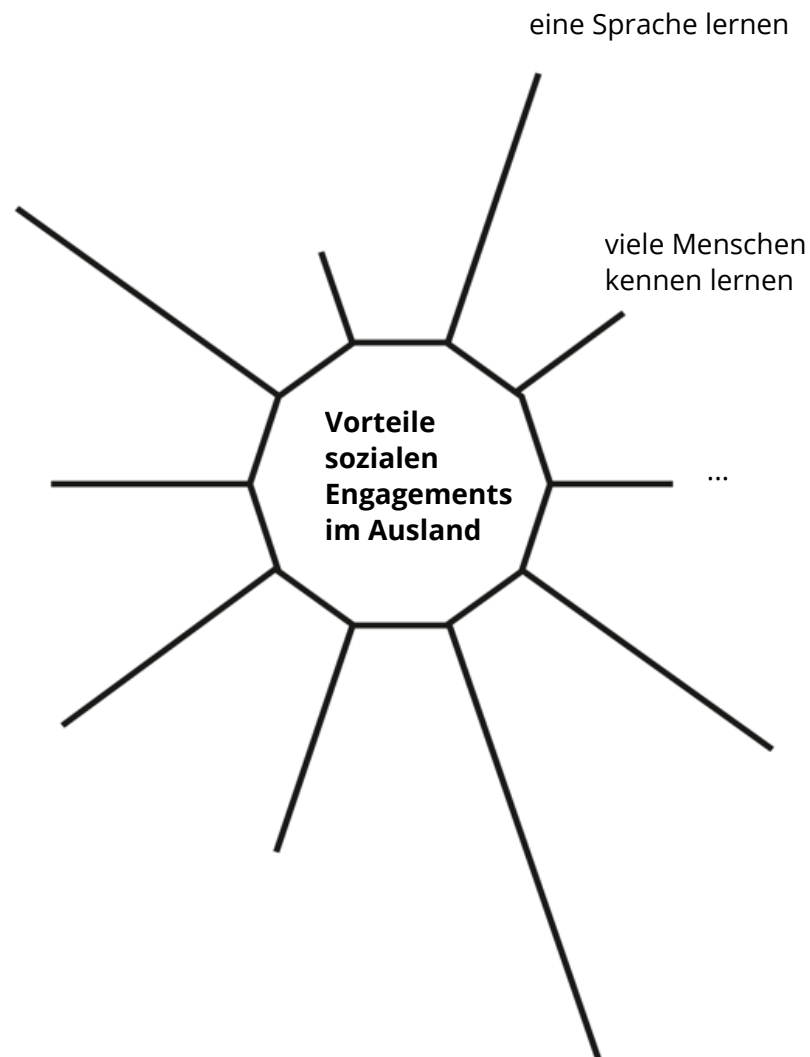 eine Sprache lernen
viele Menschen
kennen lernen
Vorteile
sozialen
Engagements
im Ausland
...